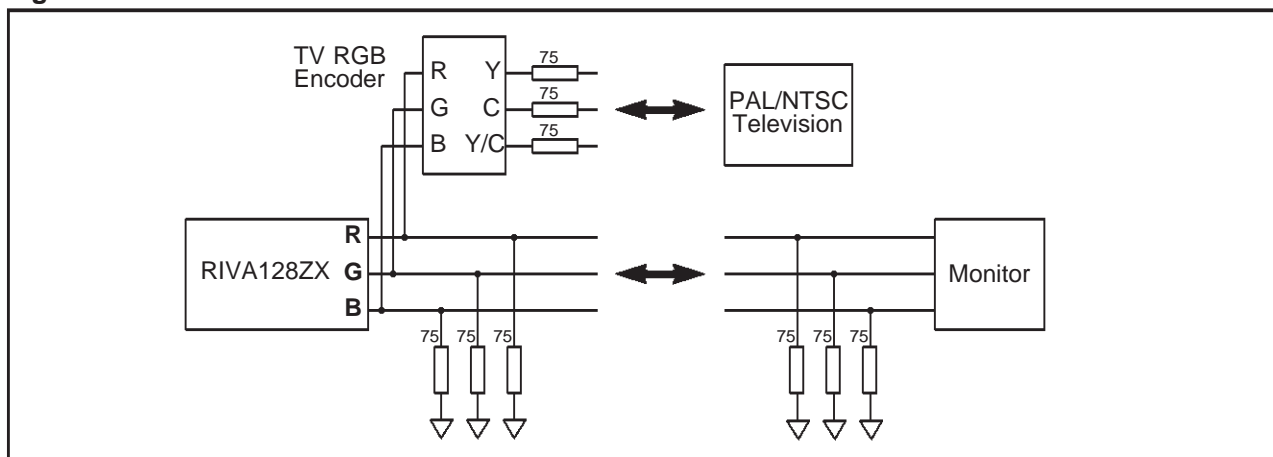 TV RGB
Encoder
R Y 75
G C 75
B Y/C 75
PAL/NTSC
Television
RIVA128ZX
R
G
B
75 75 75
75 75 75
Monitor